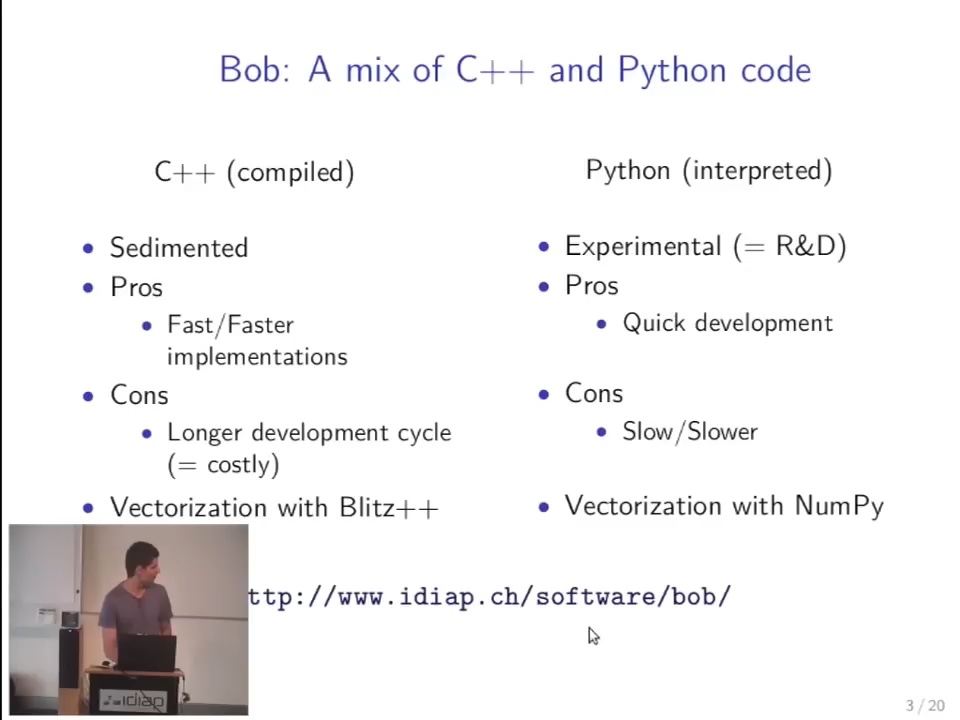 Bob: A mix of C++ and Python code
C++ (compiled)
• Sedimented
• Pros
• Fast/Faster
implementations
• Cons
• Longer development cycle
(= costly)
• Vectorization with Blitz++
Python (interpreted)
• Experimental (= R&D)
• Pros
• Quick development
• Cons
• Slow/Slower
• Vectorization with NumPy
ttp://www.idiap.ch/software/bob/
idiap
3 / 20